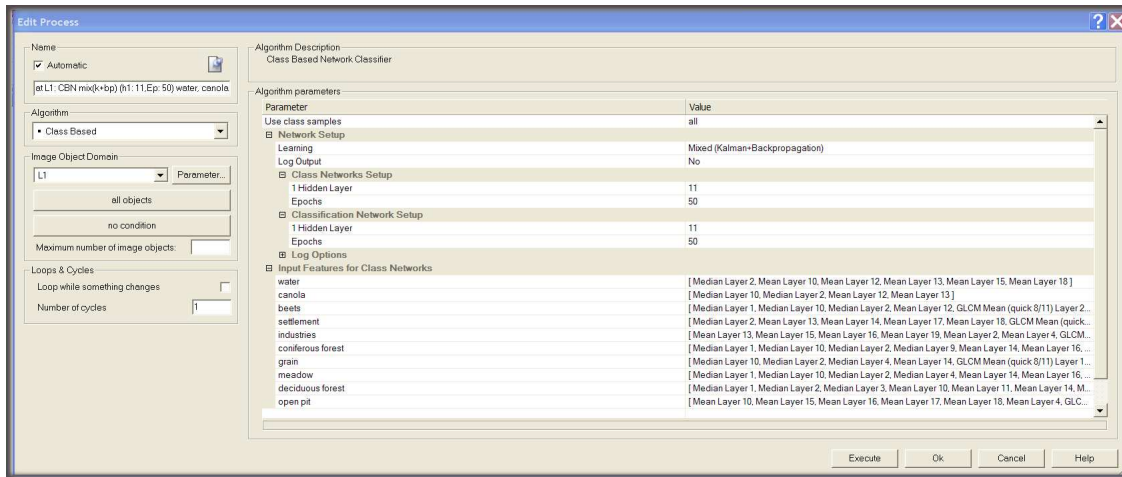 Edit Process
Name
Automatic
at L1: CBN mix(k+bp) (h1: 11,Ep: 50) water, canola
Algorithm
Class Based
Image Object Domain
L1
Parameter...
all objects
no condition
Maximum number of image objects:
Loops & Cycles
Loop while something changes
Number of cycles 1
Algorithm Description
Class Based Network Classifier
Algorithm parameters
Parameter Value
Use class samples all
Network Setup
Learning Mixed (Kalman+Backpropagation)
Log Output No
Class Networks Setup
1 Hidden Layer 11
Epochs 50
Classification Network Setup
1 Hidden Layer 11
Epochs 50
Log Options
Input Features for Class Networks
water [ Median Layer 2, Mean Layer 10, Mean Layer 12, Mean Layer 13, Mean Layer 15, Mean Layer 18 ]
canola [ Median Layer 10, Median Layer 2, Mean Layer 12, Mean Layer 13 ]
beets [ Median Layer 1, Median Layer 10, Median Layer 2, Mean Layer 12, GLCM Mean (quick 8/11) Layer 2...
settlement [ Median Layer 2, Mean Layer 13, Mean Layer 14, Mean Layer 17, Mean Layer 18, GLCM Mean (quick...
industries [ Mean Layer 13, Mean Layer 15, Mean Layer 16, Mean Layer 19, Mean Layer 2, Mean Layer 4, GLCM...
coniferous forest [ Median Layer 1, Median Layer 10, Median Layer 2, Median Layer 9, Mean Layer 14, Mean Layer 16, ...
grain [ Median Layer 10, Median Layer 2, Median Layer 4, Mean Layer 14, GLCM Mean (quick 8/11) Layer 1...
meadow [ Median Layer 1, Median Layer 10, Median Layer 2, Median Layer 4, Mean Layer 14, Mean Layer 16, ...
deciduous forest [ Median Layer 1, Median Layer 2, Median Layer 3, Mean Layer 10, Mean Layer 11, Mean Layer 14, M...
open pit [ Mean Layer 10, Mean Layer 15, Mean Layer 16, Mean Layer 17, Mean Layer 18, Mean Layer 4, GLC...
Execute Ok Cancel Help